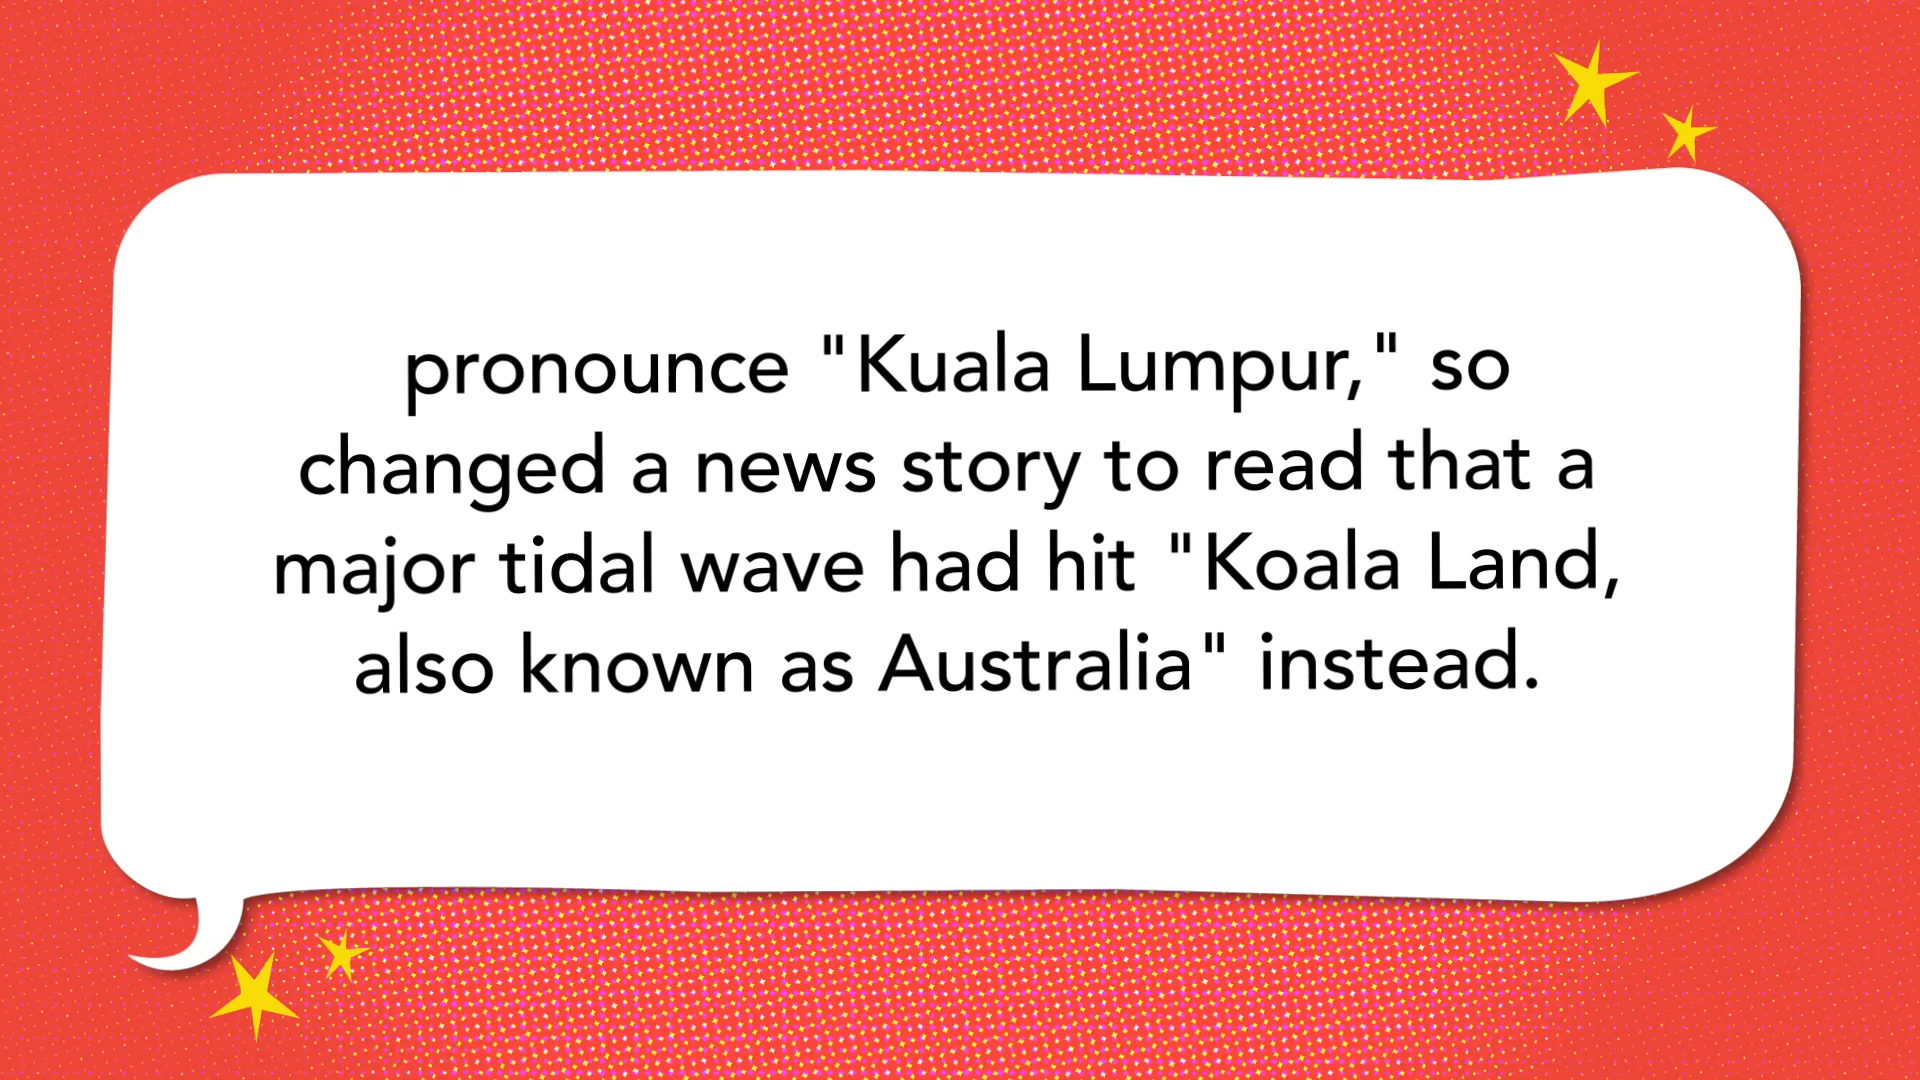 pronounce "Kuala Lumpur," so
changed a news story to read that a
major tidal wave had hit "Koala Land,
also known as Australia" instead.